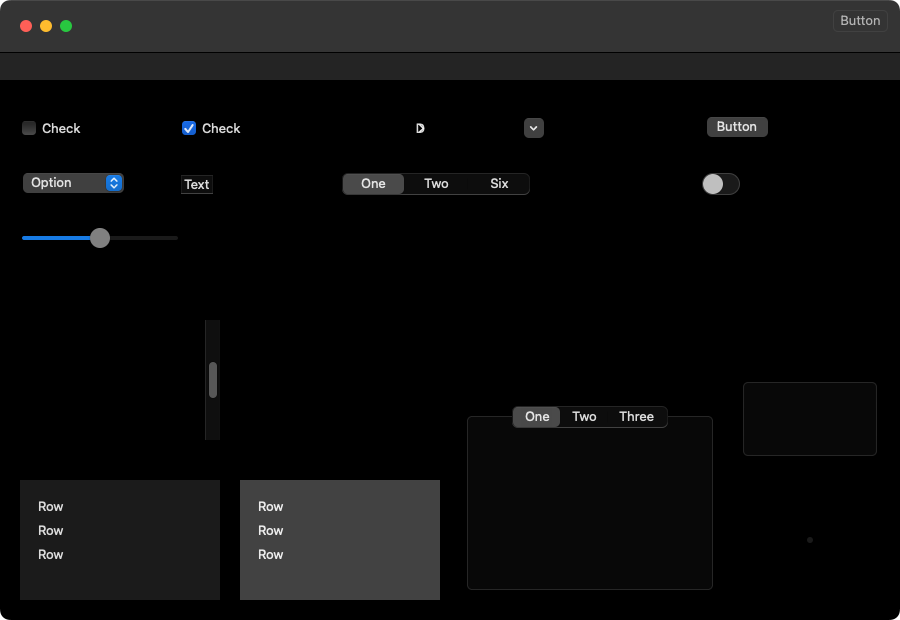 Button
Check
Check
D
Button
Option
Text
One Two Six
One Two Three
Row
Row
Row
Row
Row
Row